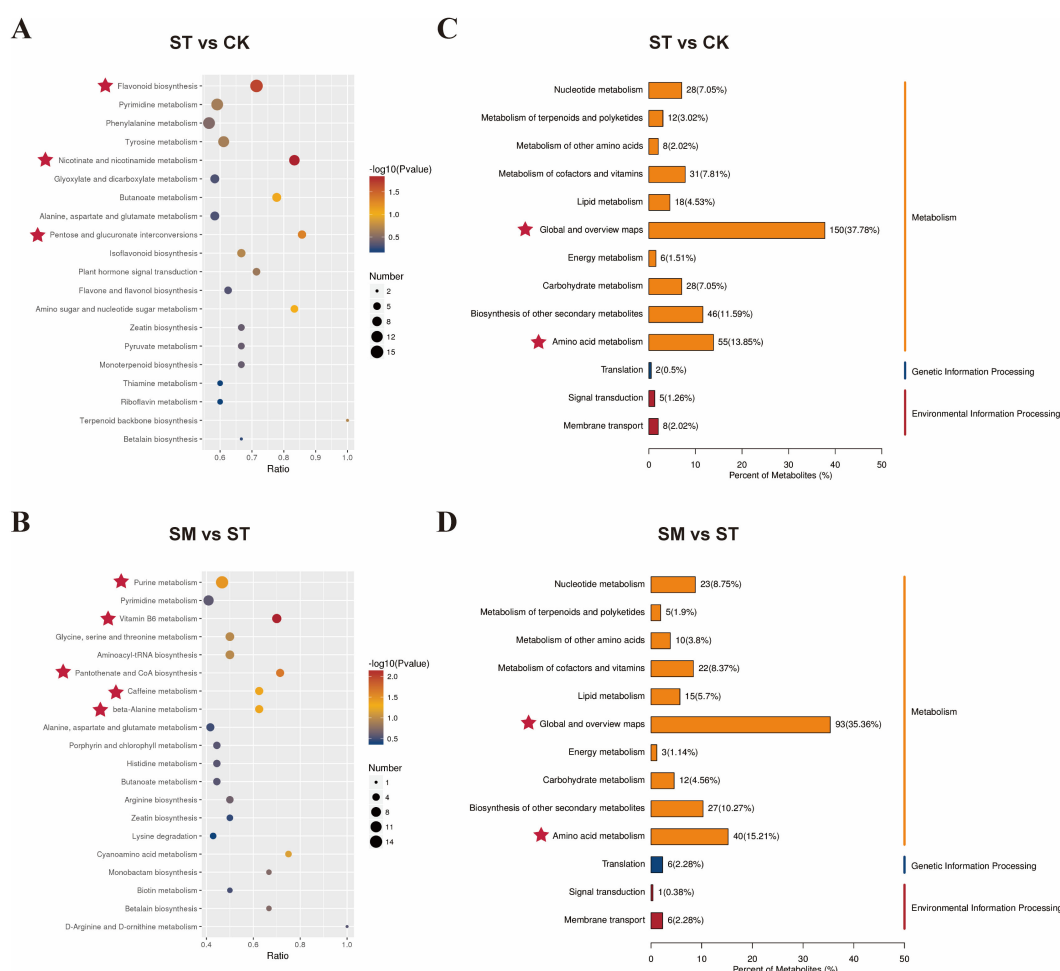 A
ST vs CK
Flavonoid biosynthesis
Pyrimidine metabolism
Phenylalanine metabolism
Tyrosine metabolism
Nicotinate and nicotinamide metabolism
Glyoxylate and dicarboxylate metabolism
Butanoate metabolism
Alanine, aspartate and glutamate metabolism
Pentose and glucuronate interconversions
Isoflavonoid biosynthesis
Plant hormone signal transduction
Flavone and flavonol biosynthesis
Amino sugar and nucleotide sugar metabolism
Zeatin biosynthesis
Pyruvate metabolism
Monoterpenoid biosynthesis
Thiamine metabolism
Riboflavin metabolism
Terpenoid backbone biosynthesis
Betalain biosynthesis
0.6 0.7 0.8 0.9 1.0
Ratio
-log10(Pvalue)
1.5
1.0
0.5
Number
2
5
8
12
15
C
ST vs CK
Nucleotide metabolism 28(7.05%)
Metabolism of terpenoids and polyketides 12(3.02%)
Metabolism of other amino acids 8(2.02%)
Metabolism of cofactors and vitamins 31(7.81%)
Lipid metabolism 18(4.53%)
Global and overview maps 150(37.78%)
Energy metabolism 6(1.51%)
Carbohydrate metabolism 28(7.05%)
Biosynthesis of other secondary metabolites 46(11.59%)
Amino acid metabolism 55(13.85%)
Translation 2(0.5%)
Signal transduction 5(1.26%)
Membrane transport 8(2.02%)
Metabolism
Genetic Information Processing
Environmental Information Processing
0 10 20 30 40 50
Percent of Metabolites (%)
B
SM vs ST
Purine metabolism
Pyrimidine metabolism
Vitamin B6 metabolism
Glycine, serine and threonine metabolism
Aminoacyl-tRNA biosynthesis
Pantothenate and CoA biosynthesis
Caffeine metabolism
beta-Alanine metabolism
Alanine, aspartate and glutamate metabolism
Porphyrin and chlorophyll metabolism
Histidine metabolism
Butanoate metabolism
Arginine biosynthesis
Zeatin biosynthesis
Lysine degradation
Cyanoamino acid metabolism
Monobactam biosynthesis
Biotin metabolism
Betalain biosynthesis
D-Arginine and D-ornithine metabolism
0.4 0.6 0.8 1.0
Ratio
-log10(Pvalue)
2.0
1.5
1.0
0.5
Number
1
4
8
11
14
D
SM vs ST
Nucleotide metabolism 23(8.75%)
Metabolism of terpenoids and polyketides 5(1.9%)
Metabolism of other amino acids 10(3.8%)
Metabolism of cofactors and vitamins 22(8.37%)
Lipid metabolism 15(5.7%)
Global and overview maps 93(35.36%)
Energy metabolism 3(1.14%)
Carbohydrate metabolism 12(4.56%)
Biosynthesis of other secondary metabolites 27(10.27%)
Amino acid metabolism 40(15.21%)
Translation 6(2.28%)
Signal transduction 1(0.38%)
Membrane transport 6(2.28%)
Metabolism
Genetic Information Processing
Environmental Information Processing
0 10 20 30 40 50
Percent of Metabolites (%)